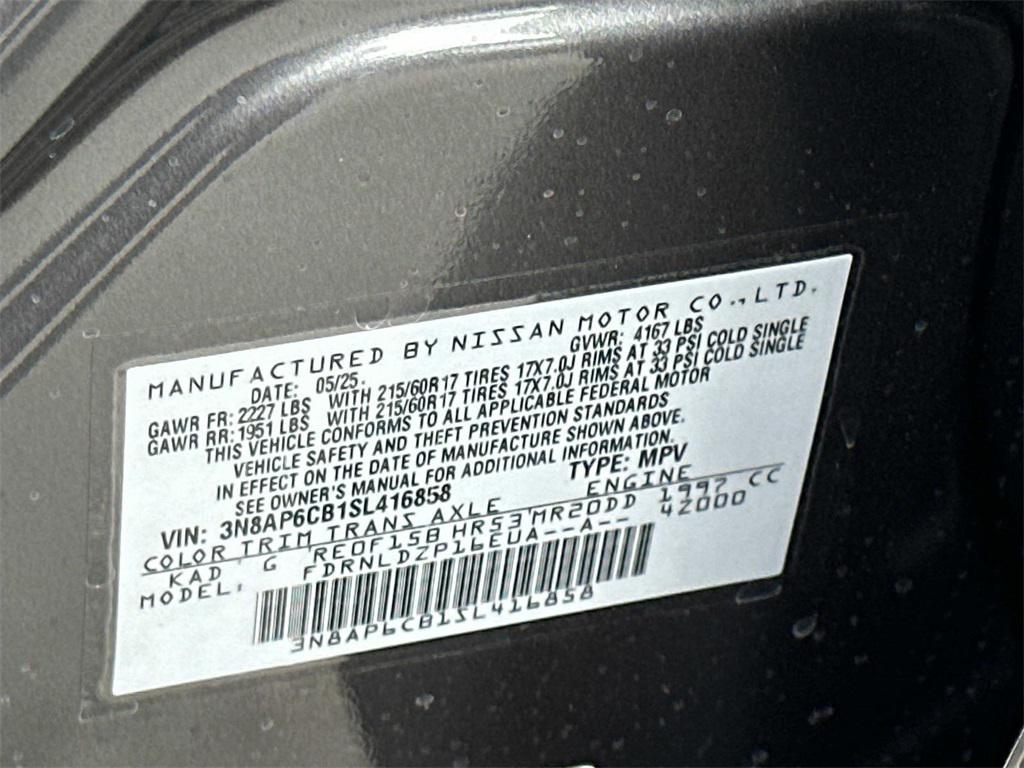 MANUFACTURED BY NISSAN MOTOR CO., LTD.
DATE: 05/25. GVWR: 4167 LBS
GAWR FR: 2227 LBS WITH 215/60R17 TIRES 17X7.0J RIMS AT 33 PSI COLD SINGLE
GAWR RR: 1951 LBS WITH 215/60R17 TIRES 17X7.0J RIMS AT 33 PSI COLD SINGLE
THIS VEHICLE CONFORMS TO ALL APPLICABLE FEDERAL MOTOR
VEHICLE SAFETY AND THEFT PREVENTION STANDARDS
IN EFFECT ON THE DATE OF MANUFACTURE SHOWN ABOVE.
SEE OWNER'S MANUAL FOR ADDITIONAL INFORMATION.
VIN: 3N8AP6CB1SL416858 TYPE: MPV
COLOR TRIM TRANS AXLE ENGINE
KAD G RE0F15B HR53 MR20DD 1997 CC
MODEL: FDRNLDZP16EUA--A-- 4Z000
3N8AP6CB1SL416858